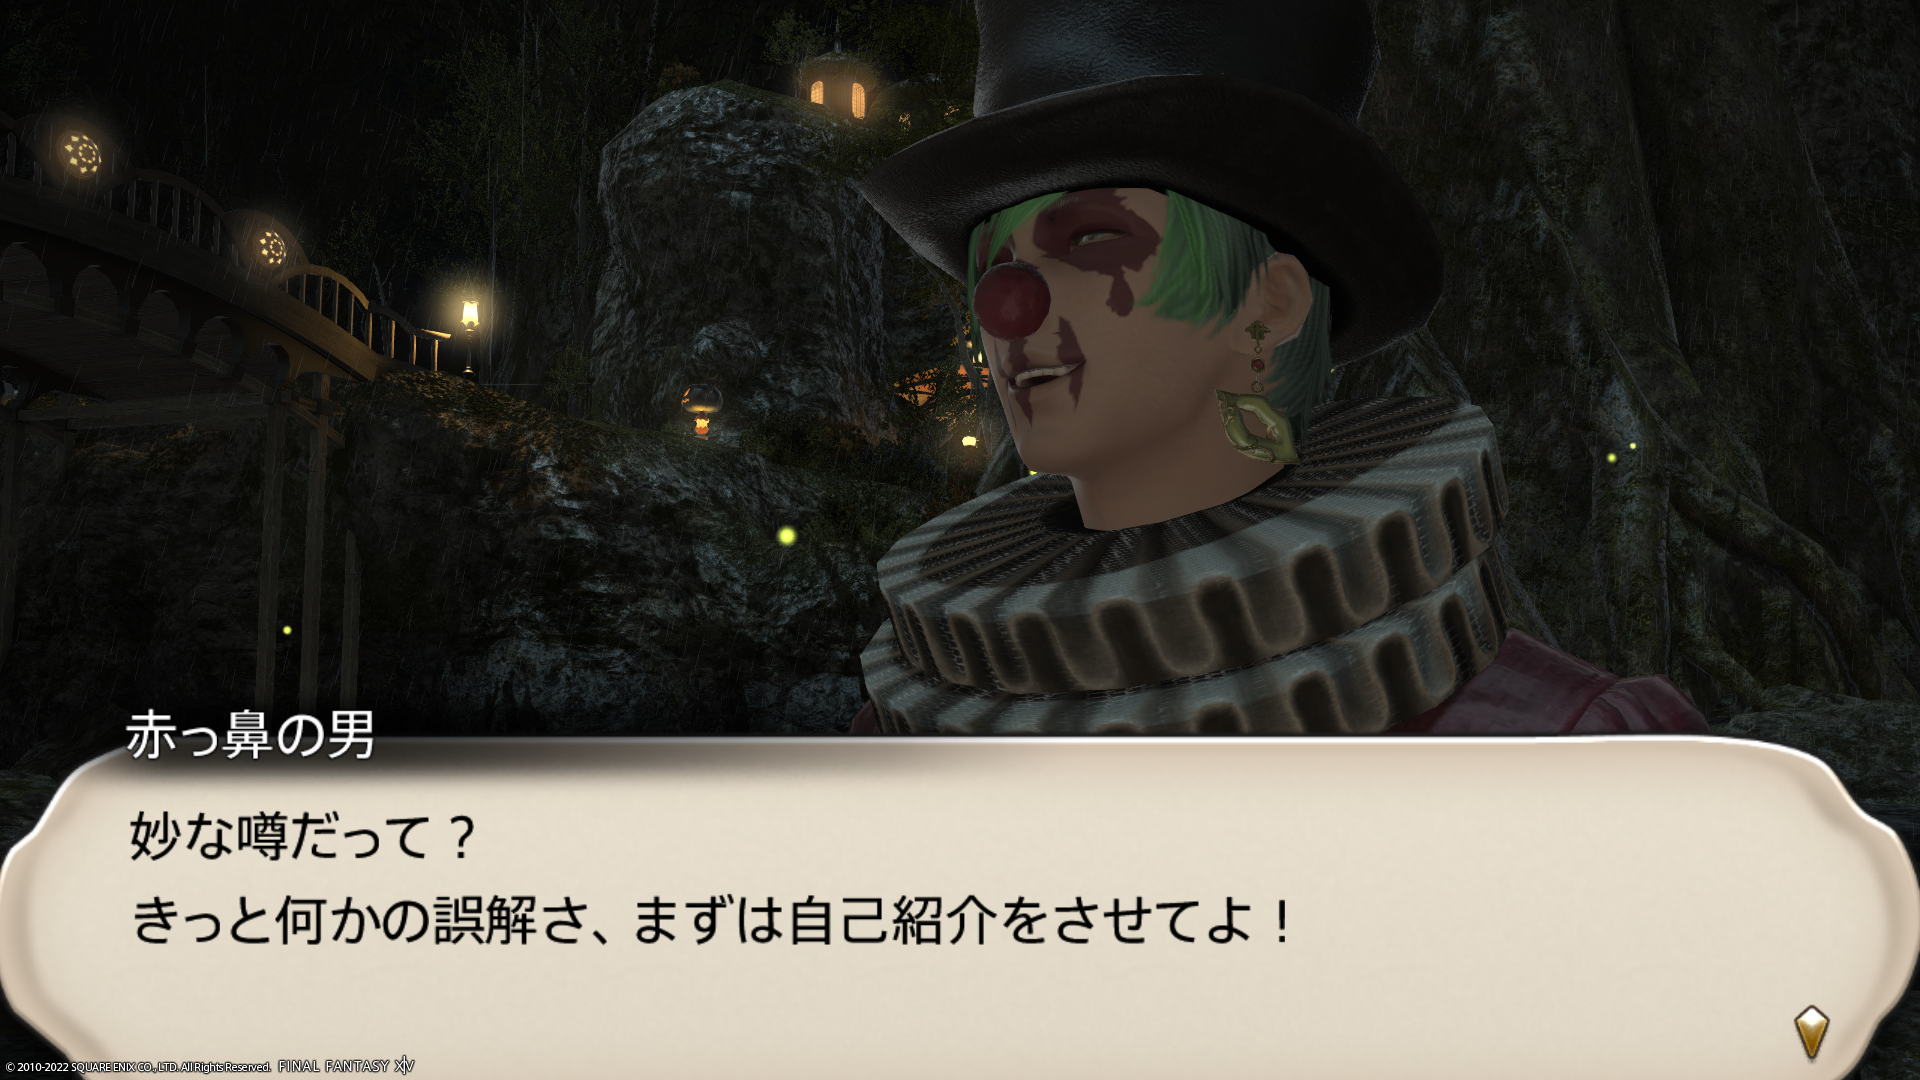 赤っ鼻の男
妙な噂だって？
きっと何かの誤解さ、まずは自己紹介をさせてよ！
© 2010-2022 SQUARE ENIX CO., LTD. All Rights Reserved. FINAL FANTASY XIV